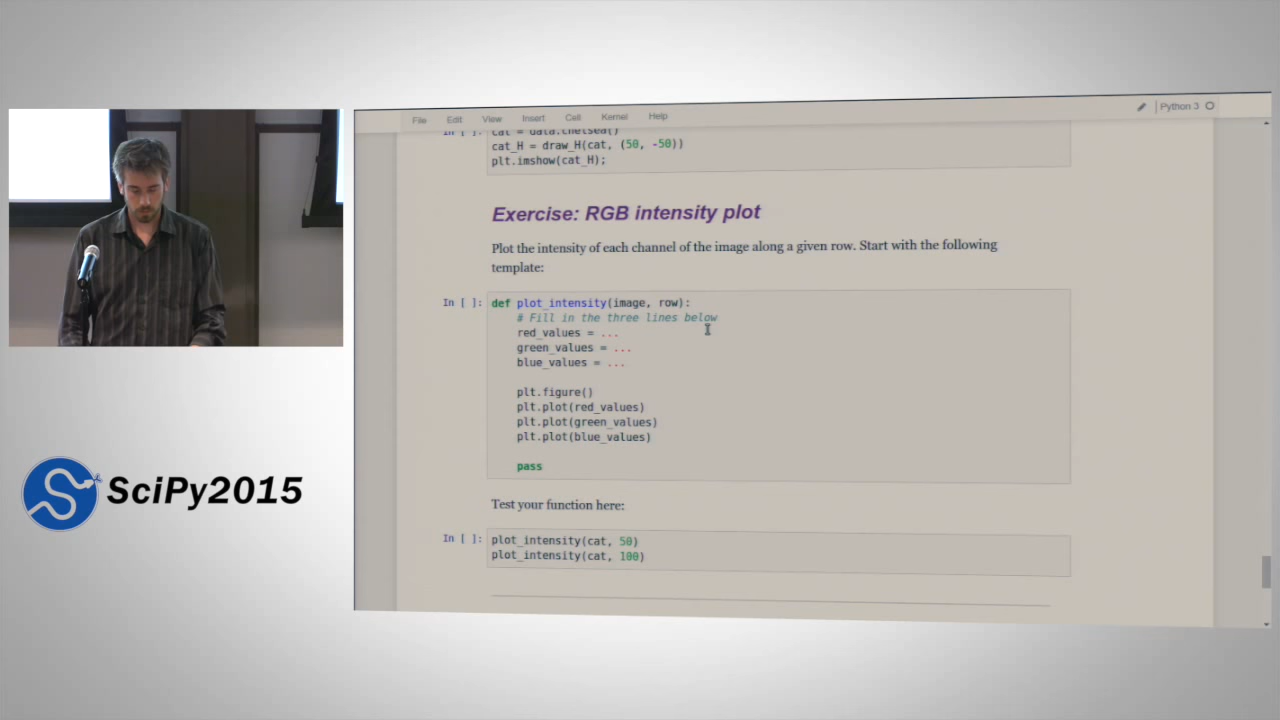 File Edit View Insert Cell Kernel Help
Python 3
In [ ]: cat = data.chelsea()
cat_H = draw_H(cat, (50, -50))
plt.imshow(cat_H);
Exercise: RGB intensity plot
Plot the intensity of each channel of the image along a given row. Start with the following
template:
In [ ]: def plot_intensity(image, row):
# Fill in the three lines below
red_values = ...
green_values = ...
blue_values = ...
plt.figure()
plt.plot(red_values)
plt.plot(green_values)
plt.plot(blue_values)
pass
Test your function here:
In [ ]: plot_intensity(cat, 50)
plot_intensity(cat, 100)
SciPy2015